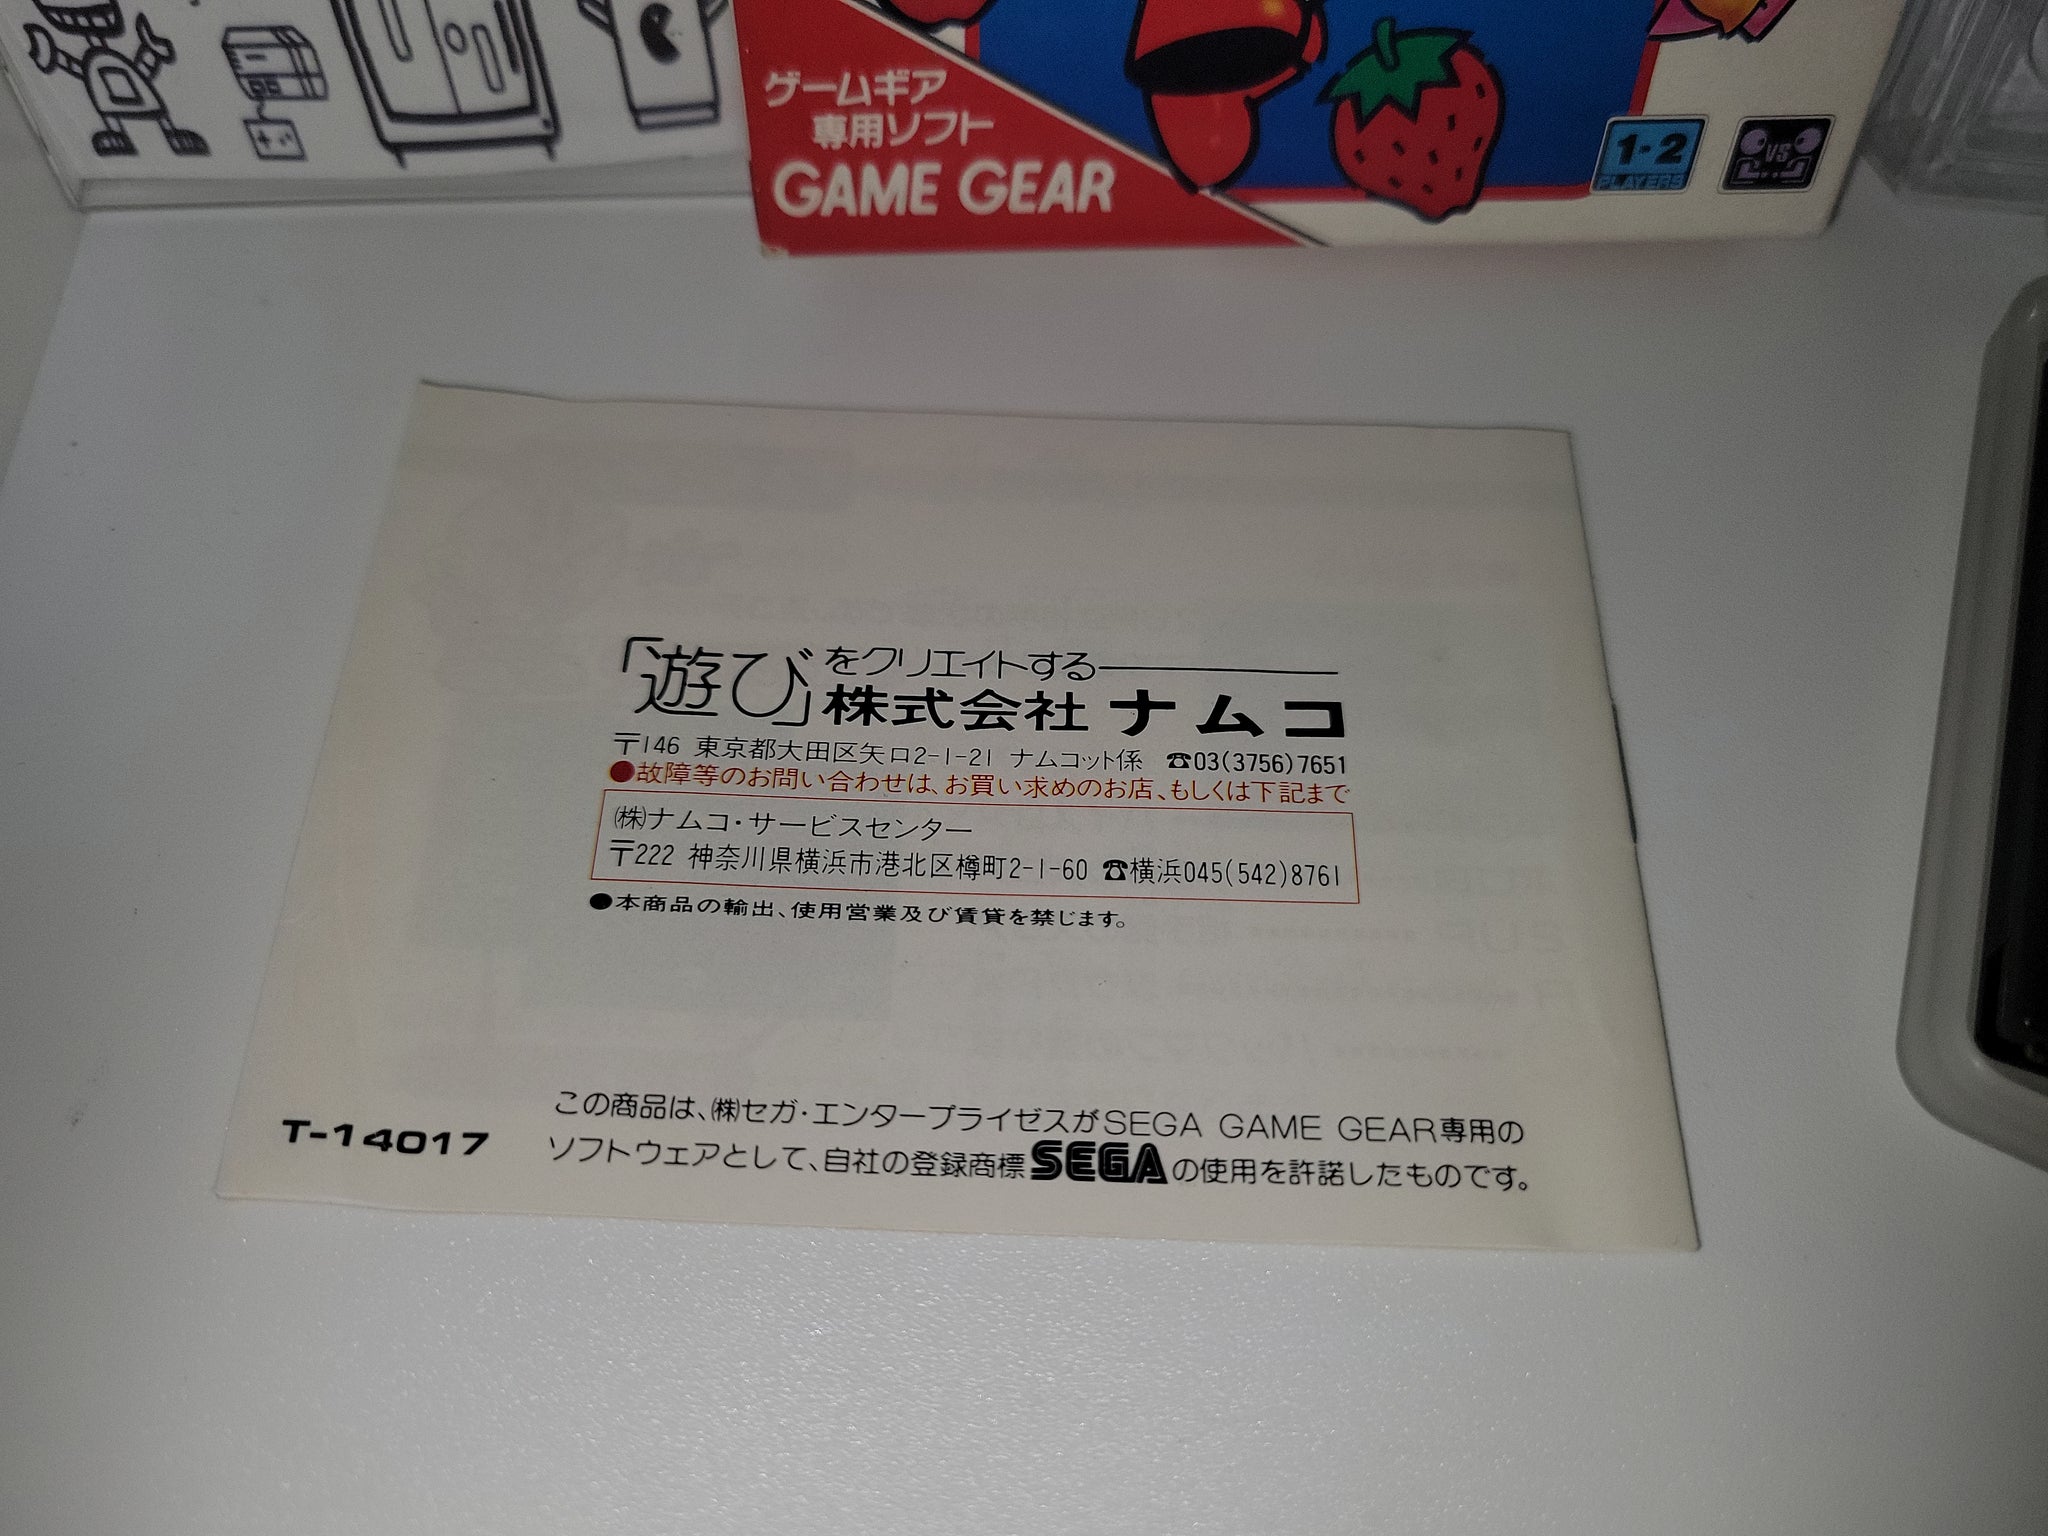 ゲームギア
専用ソフト
GAME GEAR
1・2
PLAYERS
VS
「遊び」をクリエイトする
株式会社ナムコ
〒146 東京都大田区矢口2-1-21 ナムコット係 ☎03(3756)7651
●故障等のお問い合わせは、お買い求めのお店、もしくは下記まで
㈱ナムコ・サービスセンター
〒222 神奈川県横浜市港北区樽町2-1-60 ☎横浜045(542)8761
●本商品の輸出、使用営業及び賃貸を禁じます。
T-14017
この商品は、㈱セガ・エンタープライゼスがSEGA GAME GEAR専用の
ソフトウェアとして、自社の登録商標SEGAの使用を許諾したものです。